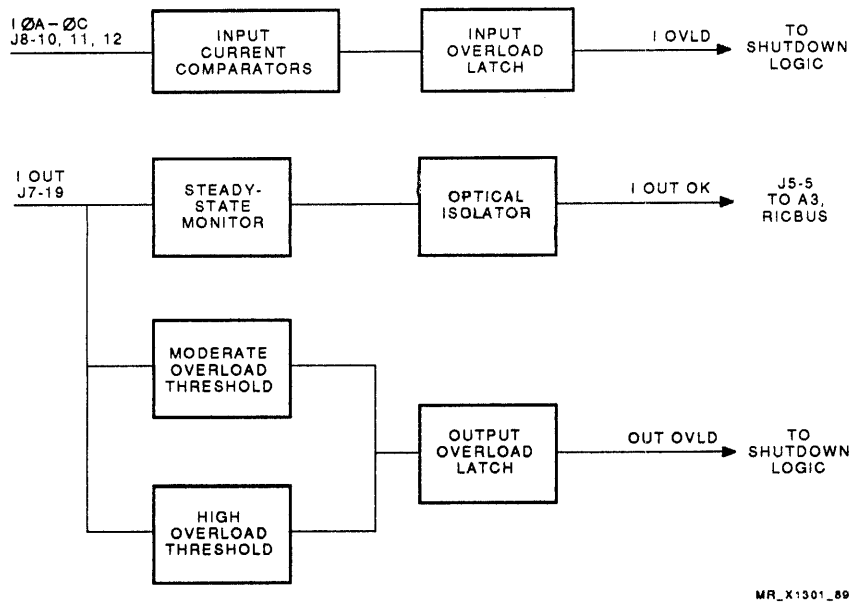 I ØA-ØC
J8-10, 11, 12
INPUT
CURRENT
COMPARATORS
INPUT
OVERLOAD
LATCH
I OVLD
TO
SHUTDOWN
LOGIC
I OUT
J7-19
STEADY-
STATE
MONITOR
OPTICAL
ISOLATOR
I OUT OK
J5-5
TO A3,
RICBUS
MODERATE
OVERLOAD
THRESHOLD
OUTPUT
OVERLOAD
LATCH
OUT OVLD
TO
SHUTDOWN
LOGIC
HIGH
OVERLOAD
THRESHOLD
MR_X1301_89